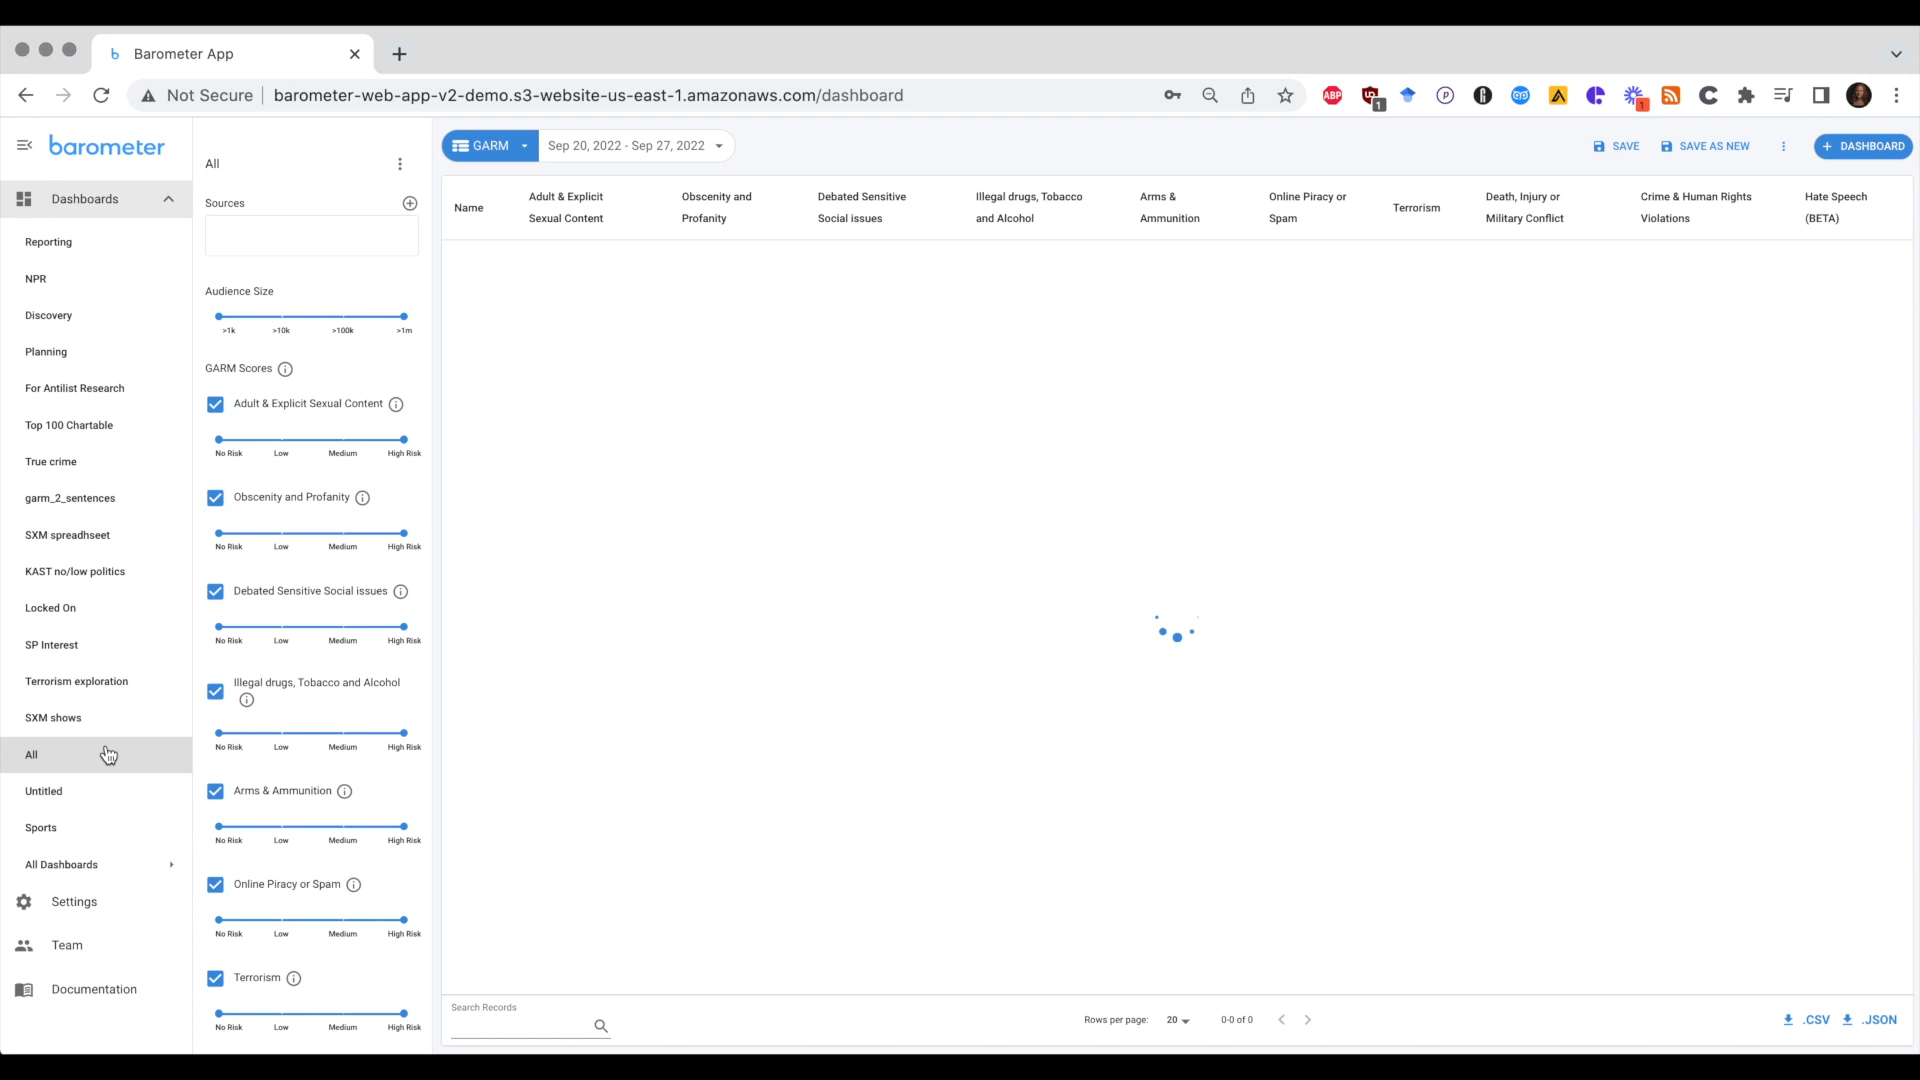 Barometer App
Not Secure
barometer-web-app-v2-demo.s3-website-us-east-1.amazonaws.com/dashboard
ABP
1
1
barometer
Dashboards
Reporting
NPR
Discovery
Planning
For Antilist Research
Top 100 Chartable
True crime
garm_2_sentences
SXM spreadhseet
KAST no/low politics
Locked On
SP Interest
Terrorism exploration
SXM shows
All
Untitled
Sports
All Dashboards
Settings
Team
Documentation
All
Sources
Audience Size
>1k >10k >100k >1m
GARM Scores
Adult & Explicit Sexual Content
No Risk Low Medium High Risk
Obscenity and Profanity
No Risk Low Medium High Risk
Debated Sensitive Social issues
No Risk Low Medium High Risk
Illegal drugs, Tobacco and Alcohol
No Risk Low Medium High Risk
Arms & Ammunition
No Risk Low Medium High Risk
Online Piracy or Spam
No Risk Low Medium High Risk
Terrorism
No Risk Low Medium High Risk
GARM
Sep 20, 2022 - Sep 27, 2022
SAVE
SAVE AS NEW
+ DASHBOARD
Name
Adult & Explicit
Sexual Content
Obscenity and
Profanity
Debated Sensitive
Social issues
Illegal drugs, Tobacco
and Alcohol
Arms &
Ammunition
Online Piracy or
Spam
Terrorism
Death, Injury or
Military Conflict
Crime & Human Rights
Violations
Hate Speech
(BETA)
Search Records
Rows per page: 20 0-0 of 0
.CSV .JSON